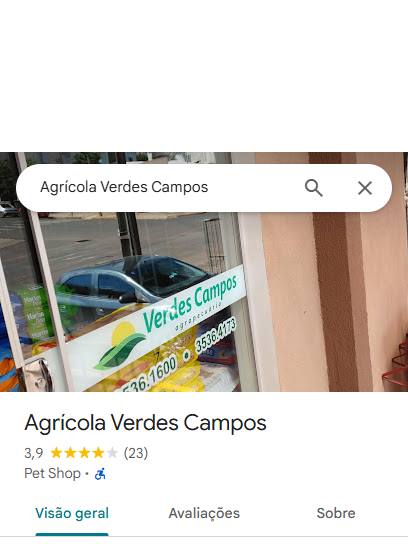 Agrícola Verdes Campos
Verdes Campos
agropecuária
3536.1600 • 3536.4173
Agrícola Verdes Campos
3,9 (23)
Pet Shop •
Visão geral Avaliações Sobre